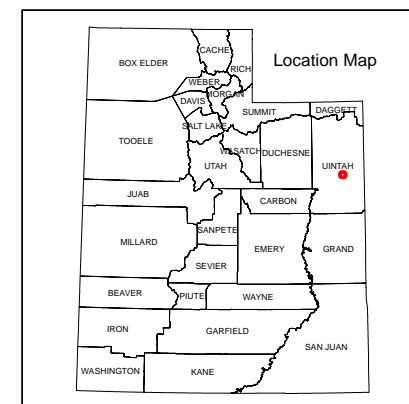 Location Map
BOX ELDER
CACHE
RICH
WEBER
MORGAN
DAVIS
SUMMIT
DAGGETT
SALT LAKE
TOOELE
WASATCH
DUCHESNE
UTAH
UINTAH
JUAB
CARBON
SANPETE
MILLARD
EMERY
GRAND
SEVIER
BEAVER
PIUTE
WAYNE
IRON
GARFIELD
SAN JUAN
WASHINGTON
KANE